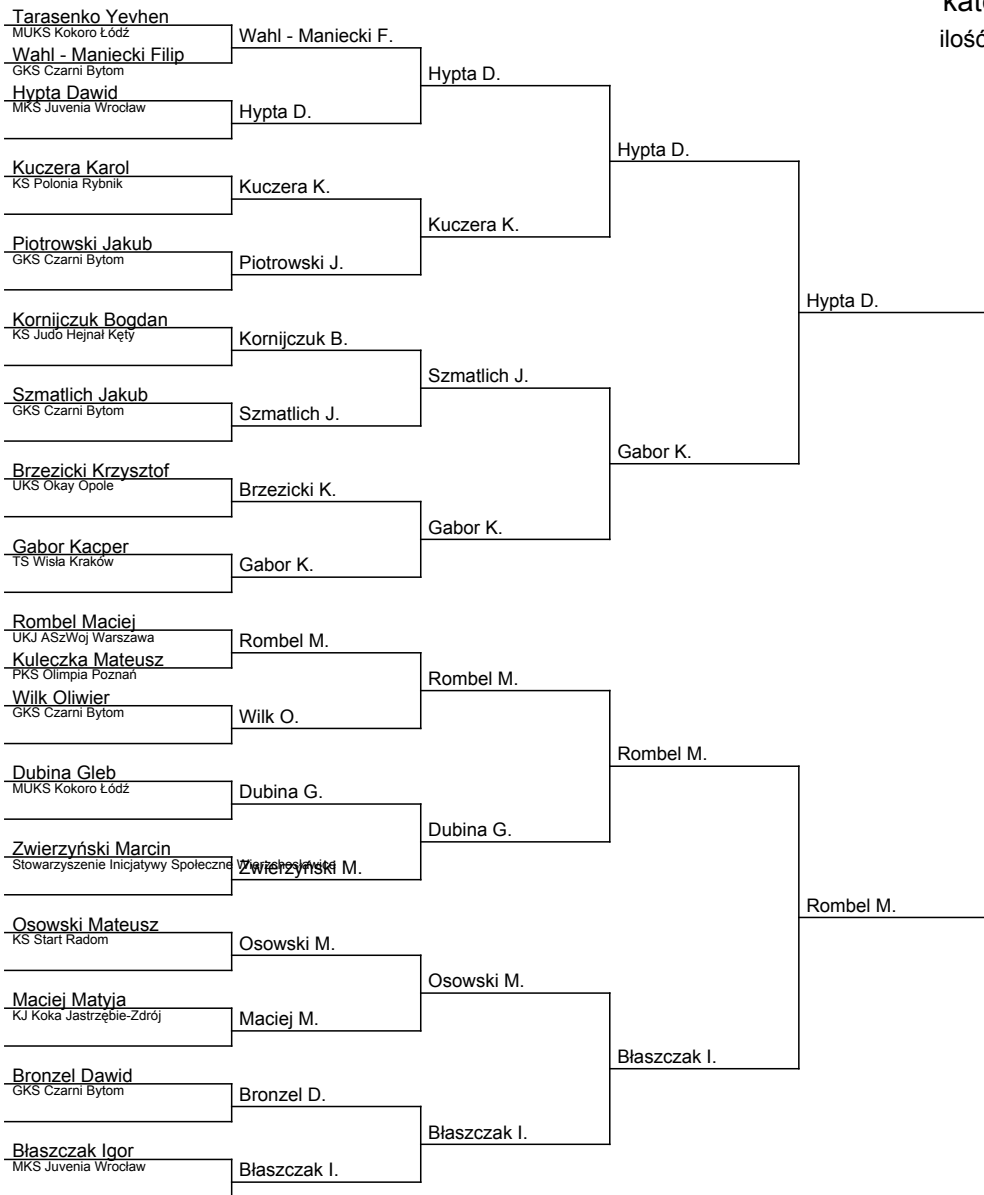 kat
ilość
Tarasenko Yevhen
MUKS Kokoro Łódź
Wahl - Maniecki Filip
GKS Czarni Bytom
Wahl - Maniecki F.
Hypta Dawid
MKS Juvenia Wrocław
Hypta D.
Hypta D.
Kuczera Karol
KS Polonia Rybnik
Kuczera K.
Piotrowski Jakub
GKS Czarni Bytom
Piotrowski J.
Kuczera K.
Hypta D.
Kornijczuk Bogdan
KS Judo Hejnał Kęty
Kornijczuk B.
Szmatlich Jakub
GKS Czarni Bytom
Szmatlich J.
Szmatlich J.
Brzezicki Krzysztof
UKS Okay Opole
Brzezicki K.
Gabor Kacper
TS Wisła Kraków
Gabor K.
Gabor K.
Gabor K.
Hypta D.
Rombel Maciej
UKJ ASzWoj Warszawa
Kuleczka Mateusz
PKS Olimpia Poznań
Rombel M.
Wilk Oliwier
GKS Czarni Bytom
Wilk O.
Rombel M.
Dubina Gleb
MUKS Kokoro Łódź
Dubina G.
Zwierzyński Marcin
Stowarzyszenie Inicjatywy Społeczne
Zwierzyński M.
Dubina G.
Rombel M.
Osowski Mateusz
KS Start Radom
Osowski M.
Maciej Matyja
KJ Koka Jastrzębie-Zdrój
Maciej M.
Osowski M.
Bronzel Dawid
GKS Czarni Bytom
Bronzel D.
Błaszczak Igor
MKS Juvenia Wrocław
Błaszczak I.
Błaszczak I.
Błaszczak I.
Rombel M.